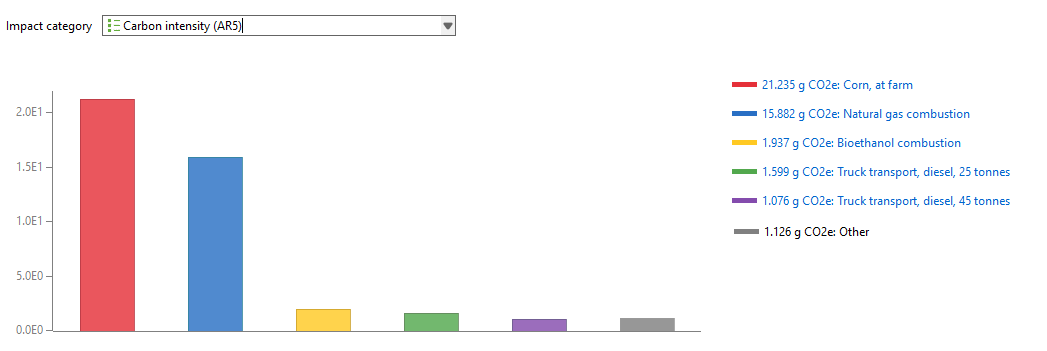 Impact category
Carbon intensity (AR5)
2.0E1
1.5E1
1.0E1
5.0E0
0.0E0
21.235 g CO2e: Corn, at farm
15.882 g CO2e: Natural gas combustion
1.937 g CO2e: Bioethanol combustion
1.599 g CO2e: Truck transport, diesel, 25 tonnes
1.076 g CO2e: Truck transport, diesel, 45 tonnes
1.126 g CO2e: Other